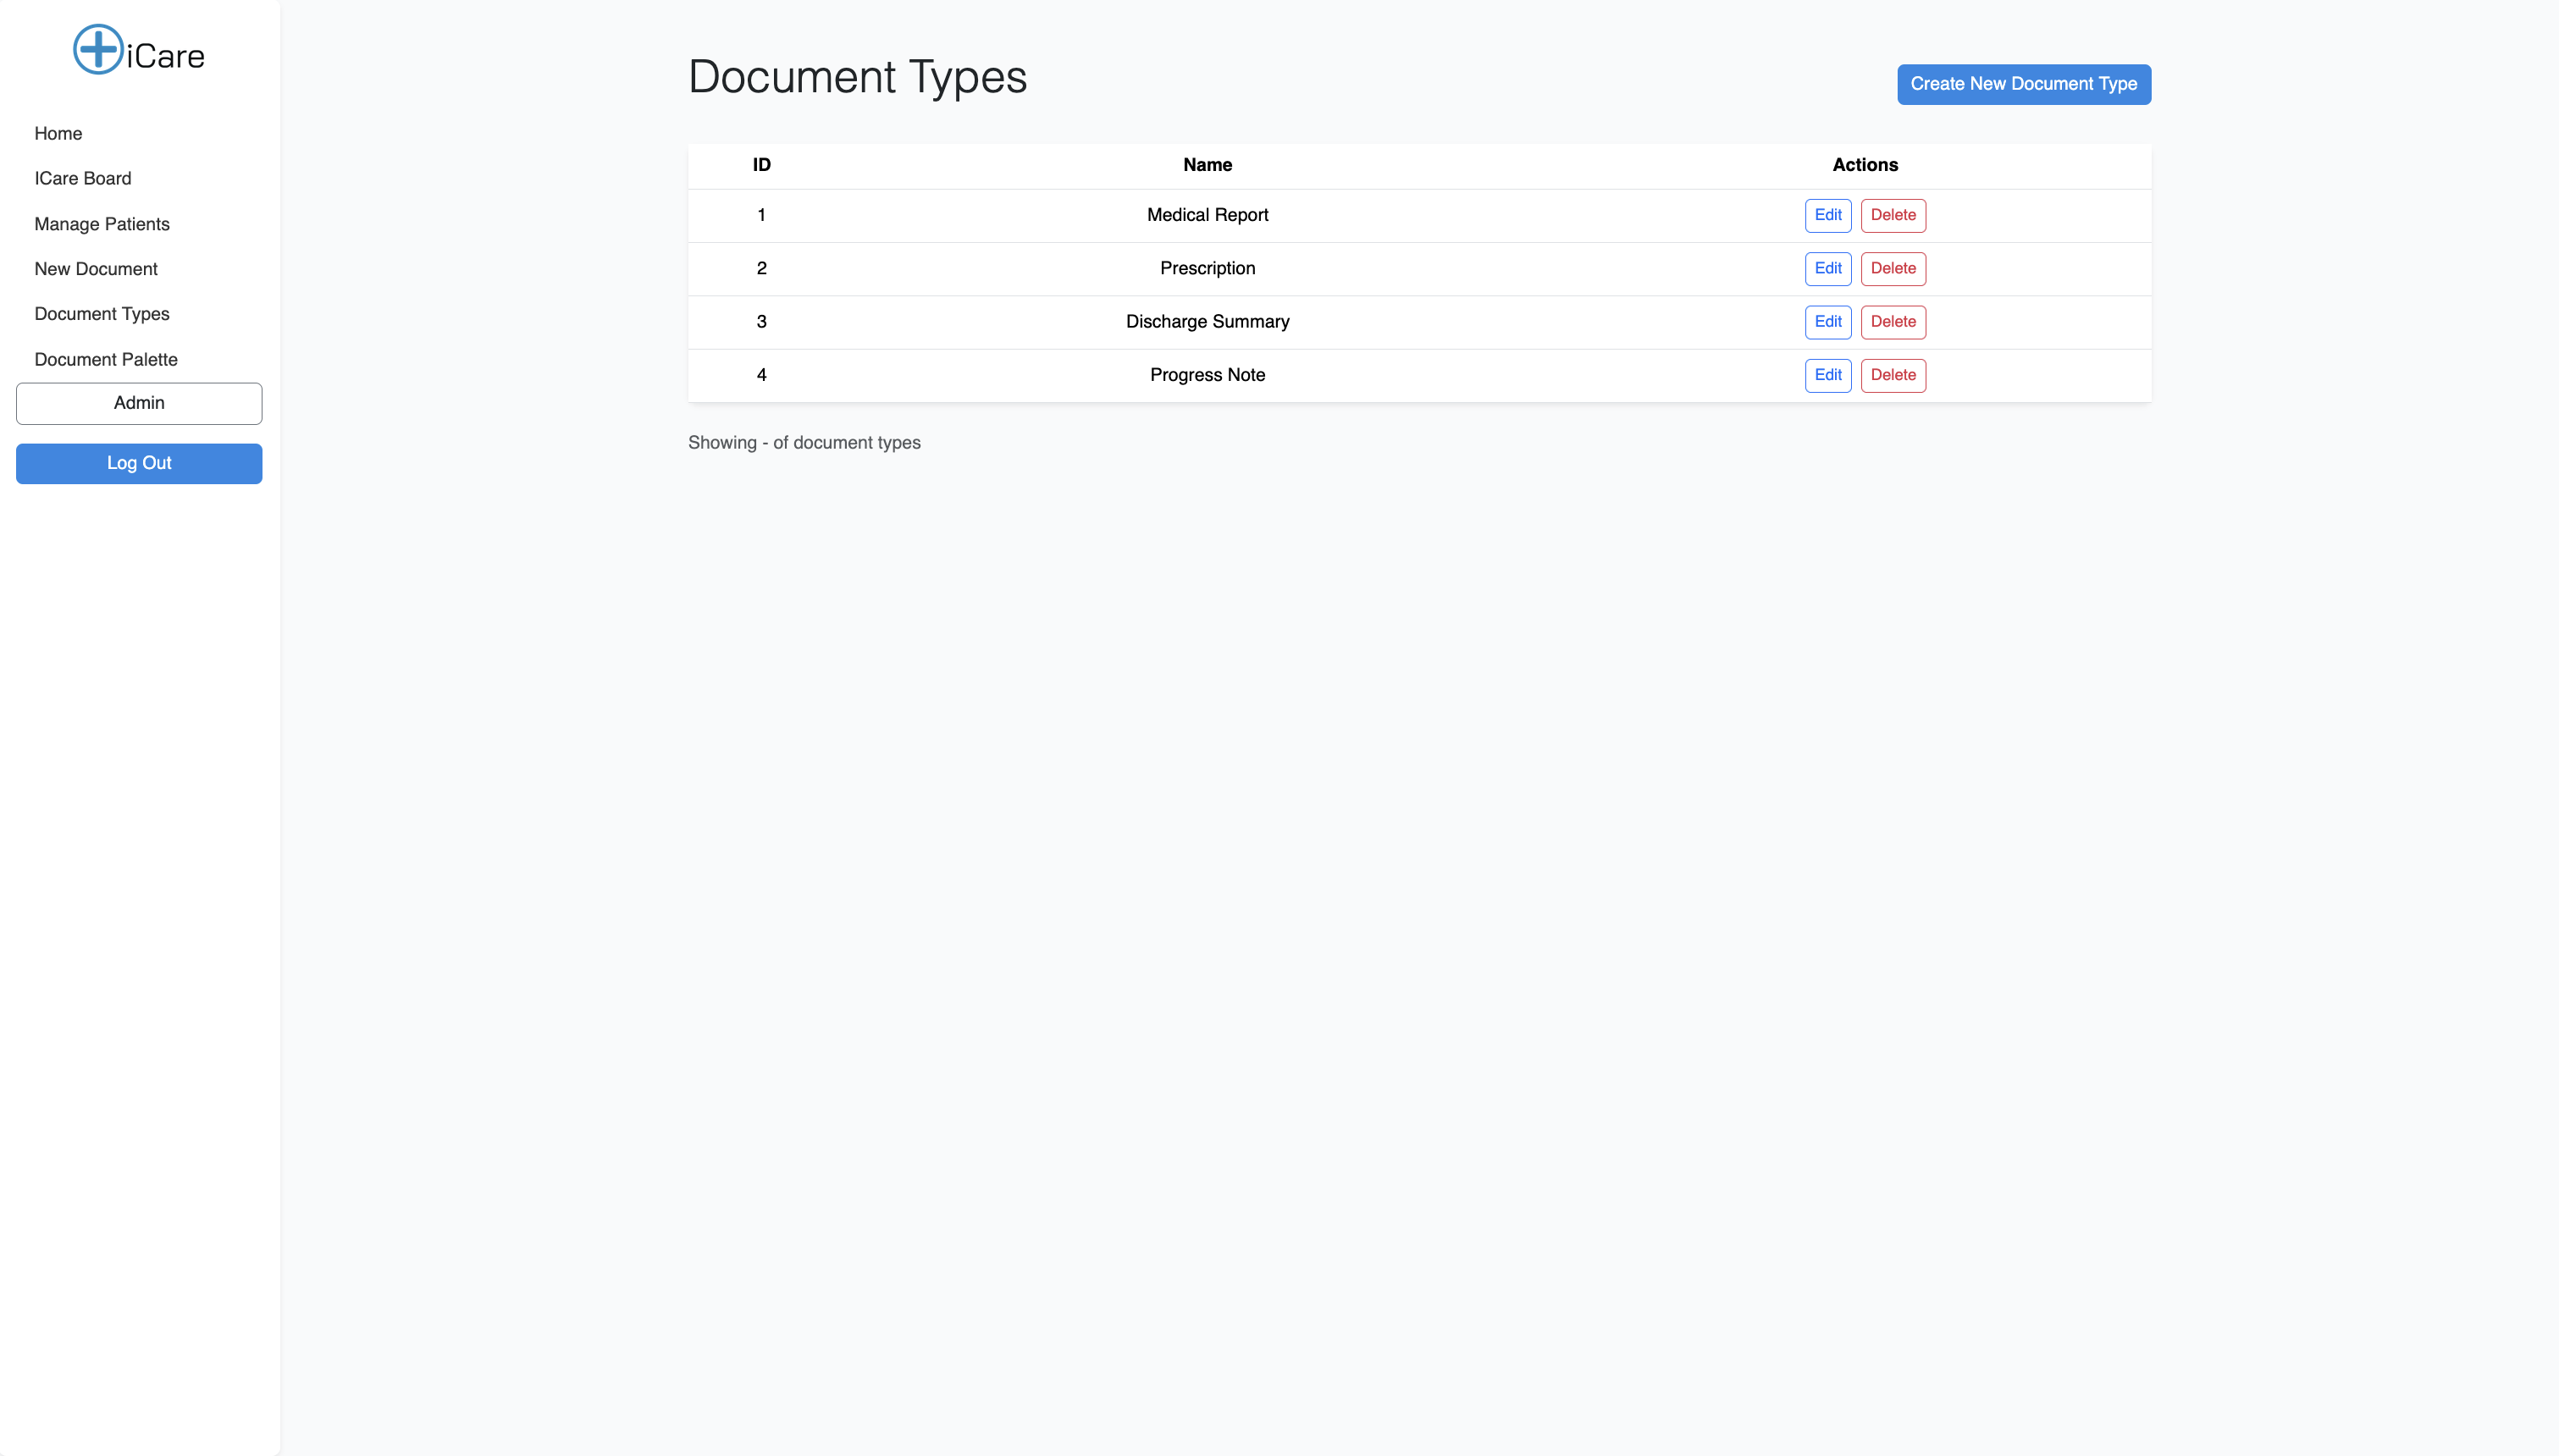 iCare
Home
ICare Board
Manage Patients
New Document
Document Types
Document Palette
Admin
Log Out
Document Types
Create New Document Type
ID Name Actions
1 Medical Report Edit Delete
2 Prescription Edit Delete
3 Discharge Summary Edit Delete
4 Progress Note Edit Delete
Showing - of document types